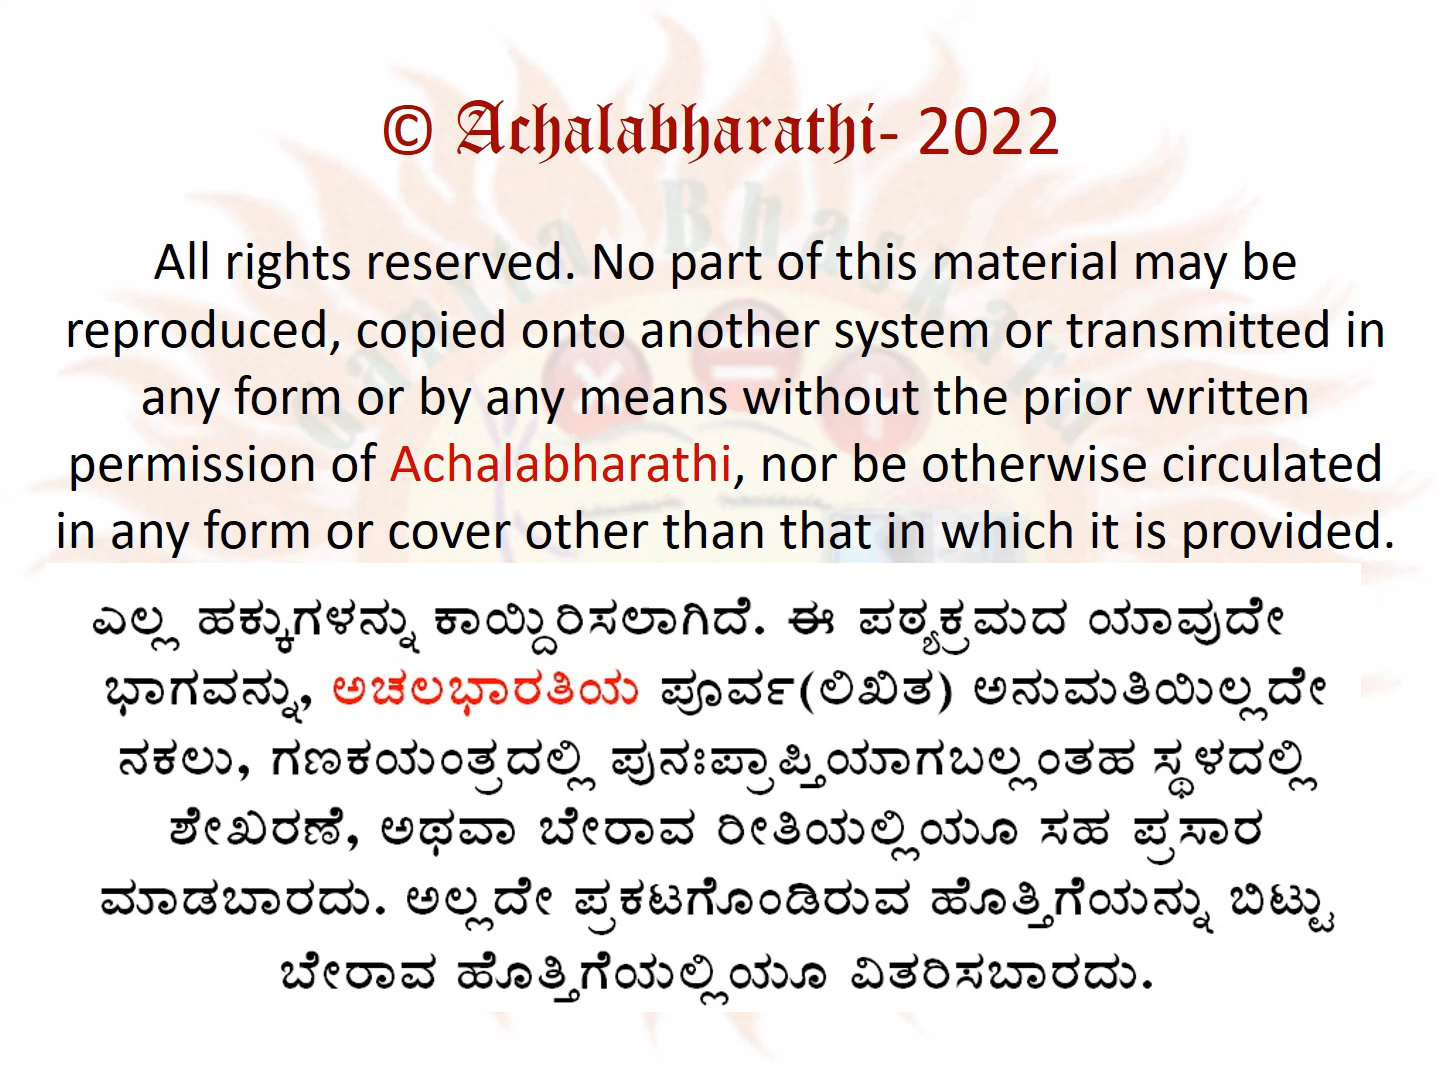 © Achalabharathi- 2022
Ganita Bhaskara
All rights reserved. No part of this material may be
reproduced, copied onto another system or transmitted in
any form or by any means without the prior written
permission of Achalabharathi, nor be otherwise circulated
in any form or cover other than that in which it is provided.
ಎಲ್ಲ ಹಕ್ಕುಗಳನ್ನು ಕಾಯ್ದಿರಿಸಲಾಗಿದೆ. ಈ ಪಠ್ಯಕ್ರಮದ ಯಾವುದೇ
ಭಾಗವನ್ನು, ಅಚಲಭಾರತಿಯ ಪೂರ್ವ(ಲಿಖಿತ) ಅನುಮತಿಯಿಲ್ಲದೇ
ನಕಲು, ಗಣಕಯಂತ್ರದಲ್ಲಿ ಪುನಃಪ್ರಾಪ್ತಿಯಾಗಬಲ್ಲಂತಹ ಸ್ಥಳದಲ್ಲಿ
ಶೇಖರಣೆ, ಅಥವಾ ಬೇರಾವ ರೀತಿಯಲ್ಲಿಯೂ ಸಹ ಪ್ರಸಾರ
ಮಾಡಬಾರದು. ಅಲ್ಲದೇ ಪ್ರಕಟಗೊಂಡಿರುವ ಹೊತ್ತಿಗೆಯನ್ನು ಬಿಟ್ಟು
ಬೇರಾವ ಹೊತ್ತಿಗೆಯಲ್ಲಿಯೂ ವಿತರಿಸಬಾರದು.